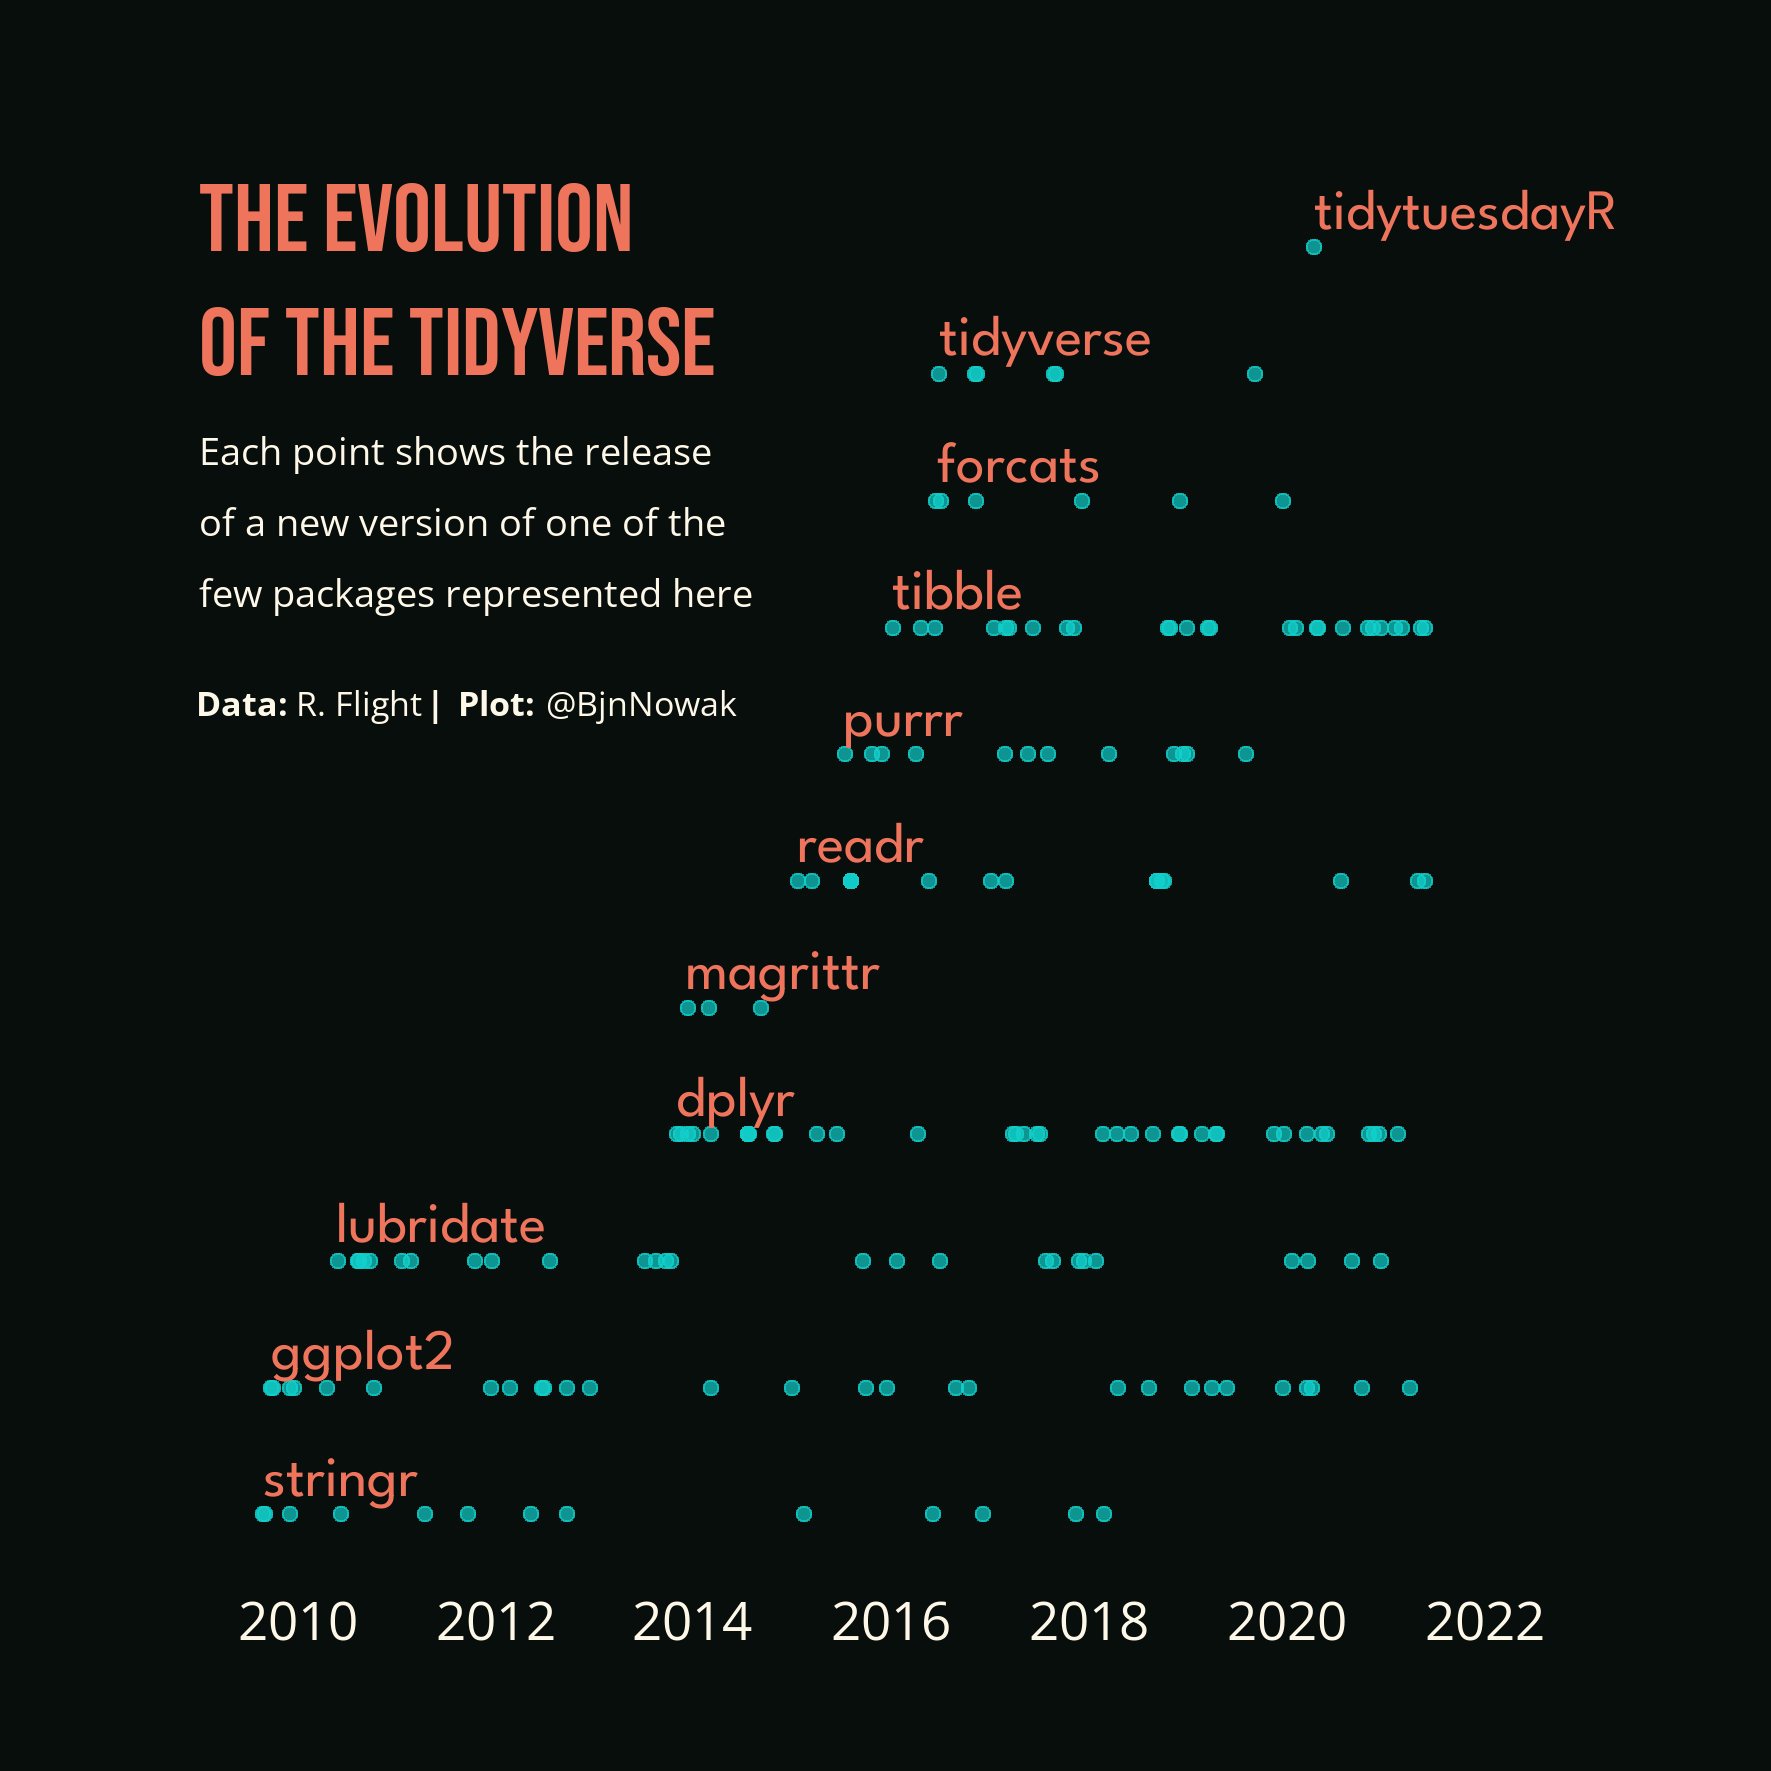 THE EVOLUTION
OF THE TIDYVERSE
Each point shows the release
of a new version of one of the
few packages represented here
Data: R. Flight | Plot: @BjnNowak
tidytuesdayR
tidyverse
forcats
tibble
purrr
readr
magrittr
dplyr
lubridate
ggplot2
stringr
2010 2012 2014 2016 2018 2020 2022